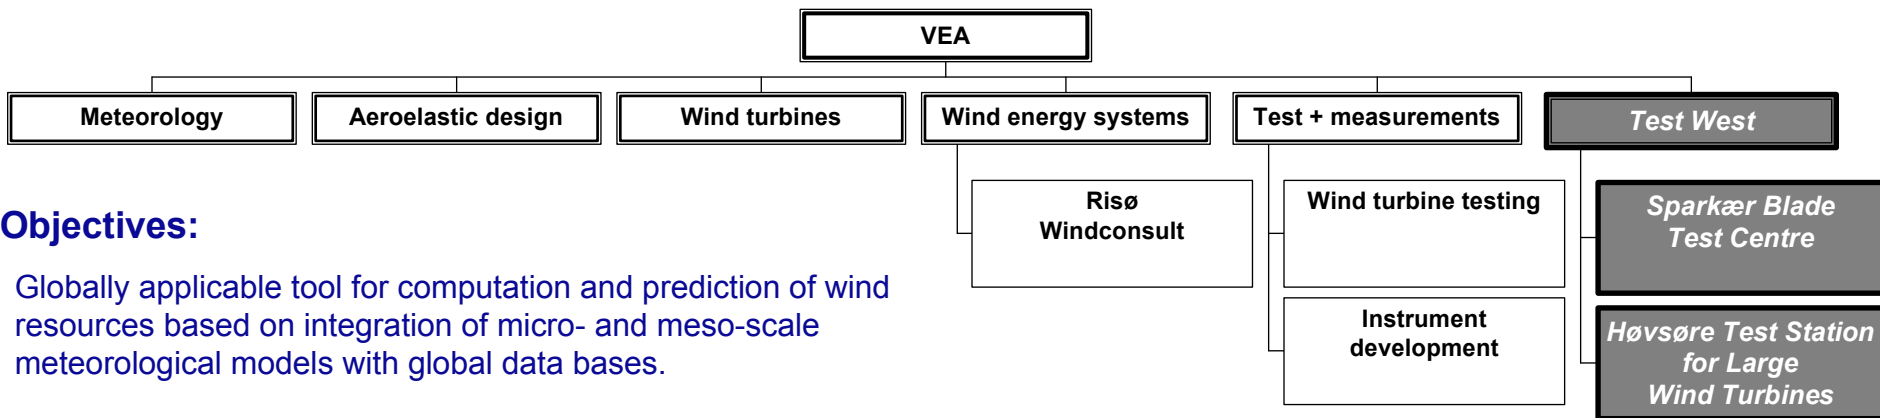 VEA
Meteorology
Aeroelastic design
Wind turbines
Wind energy systems
Test + measurements
Test West
Risø
Windconsult
Wind turbine testing
Instrument
development
Sparkær Blade
Test Centre
Høvsøre Test Station
for Large
Wind Turbines
Objectives:
Globally applicable tool for computation and prediction of wind
resources based on integration of micro- and meso-scale
meteorological models with global data bases.